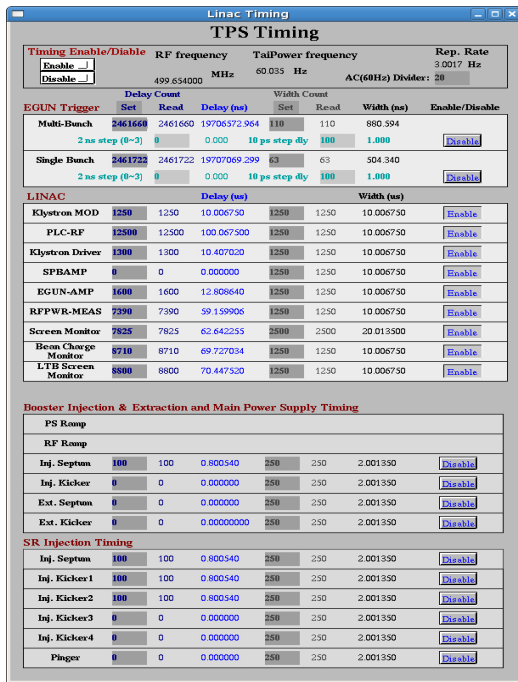 Linac Timing
TPS Timing
Timing Enable/Diable RF frequency TaiPower frequency Rep. Rate
Enable 499.654000 MHz 60.035 Hz 3.0017 Hz
Disable AC(60Hz) Divider: 20
Delay Count Width Count
EGUN Trigger Set Read Delay (ns) Set Read Width (ns) Enable/Disable
Multi-Bunch 2461660 2461660 19706572.964 110 110 880.594
2 ns step (0~3) 0 0.000 10 ps step dly 100 1.000 Disable
Single Bunch 2461722 2461722 19707069.299 63 63 504.340
2 ns step (0~3) 0 0.000 10 ps step dly 100 1.000 Disable
LINAC Delay (us) Width (us)
Klystron MOD 1250 1250 10.006750 1250 1250 10.006750 Enable
PLC-RF 12500 12500 100.067500 1250 1250 10.006750 Enable
Klystron Driver 1300 1300 10.407020 1250 1250 10.006750 Enable
SPBAMP 0 0 0.000000 1250 1250 10.006750 Enable
EGUN-AMP 1600 1600 12.808640 1250 1250 10.006750 Enable
RFPWR-MEAS 7390 7390 59.159906 1250 1250 10.006750 Enable
Screen Monitor 7825 7825 62.642255 2500 2500 20.013500 Enable
Bean Charge Monitor 8710 8710 69.727034 1250 1250 10.006750 Enable
LTB Screen Monitor 8800 8800 70.447520 1250 1250 10.006750 Enable
Booster Injection & Extraction and Main Power Supply Timing
PS Ramp
RF Ramp
Inj. Septum 100 100 0.800540 250 250 2.001350 Disable
Inj. Kicker 0 0 0.000000 250 250 2.001350 Disable
Ext. Septum 0 0 0.000000 250 250 2.001350 Disable
Ext. Kicker 0 0 0.00000000 250 250 2.001350 Disable
SR Injection Timing
Inj. Septum 100 100 0.800540 250 250 2.001350 Disable
Inj. Kicker1 100 100 0.800540 250 250 2.001350 Disable
Inj. Kicker2 100 100 0.800540 250 250 2.001350 Disable
Inj. Kicker3 0 0 0.000000 250 250 2.001350 Disable
Inj. Kicker4 0 0 0.000000 250 250 2.001350 Disable
Pinger 0 0 0.000000 250 250 2.001350 Disable